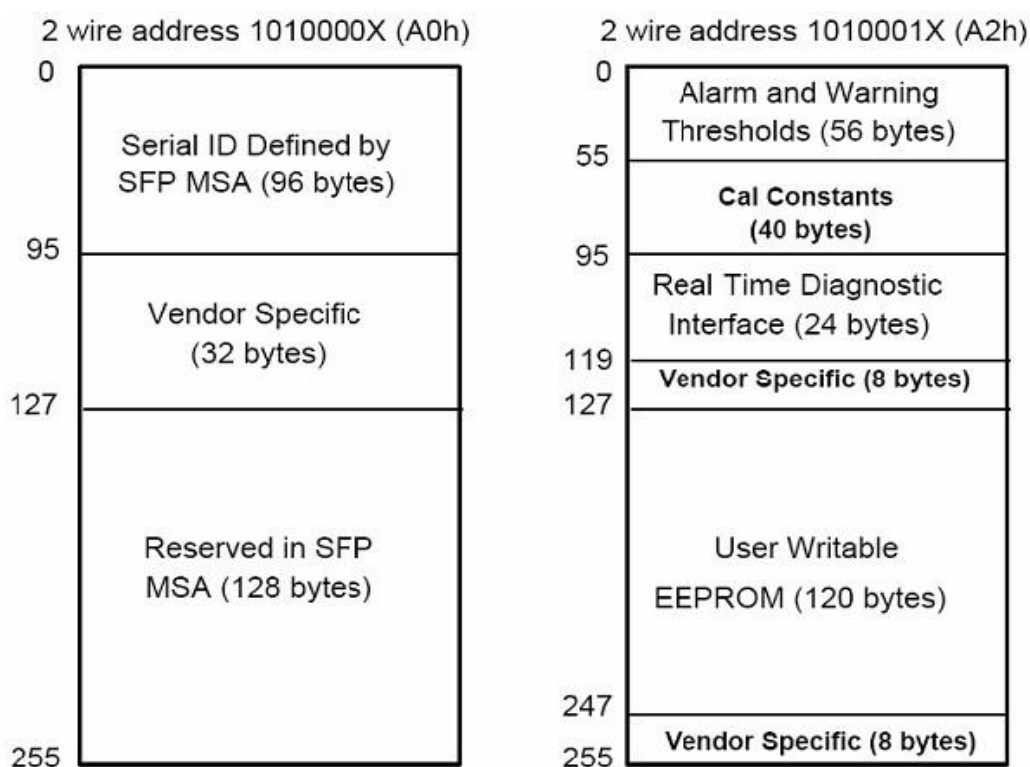 2 wire address 1010000X (A0h)
0
Serial ID Defined by
SFP MSA (96 bytes)
95
Vendor Specific
(32 bytes)
127
Reserved in SFP
MSA (128 bytes)
255
2 wire address 1010001X (A2h)
0
Alarm and Warning
Thresholds (56 bytes)
55
Cal Constants
(40 bytes)
95
Real Time Diagnostic
Interface (24 bytes)
119
Vendor Specific (8 bytes)
127
User Writable
EEPROM (120 bytes)
247
Vendor Specific (8 bytes)
255